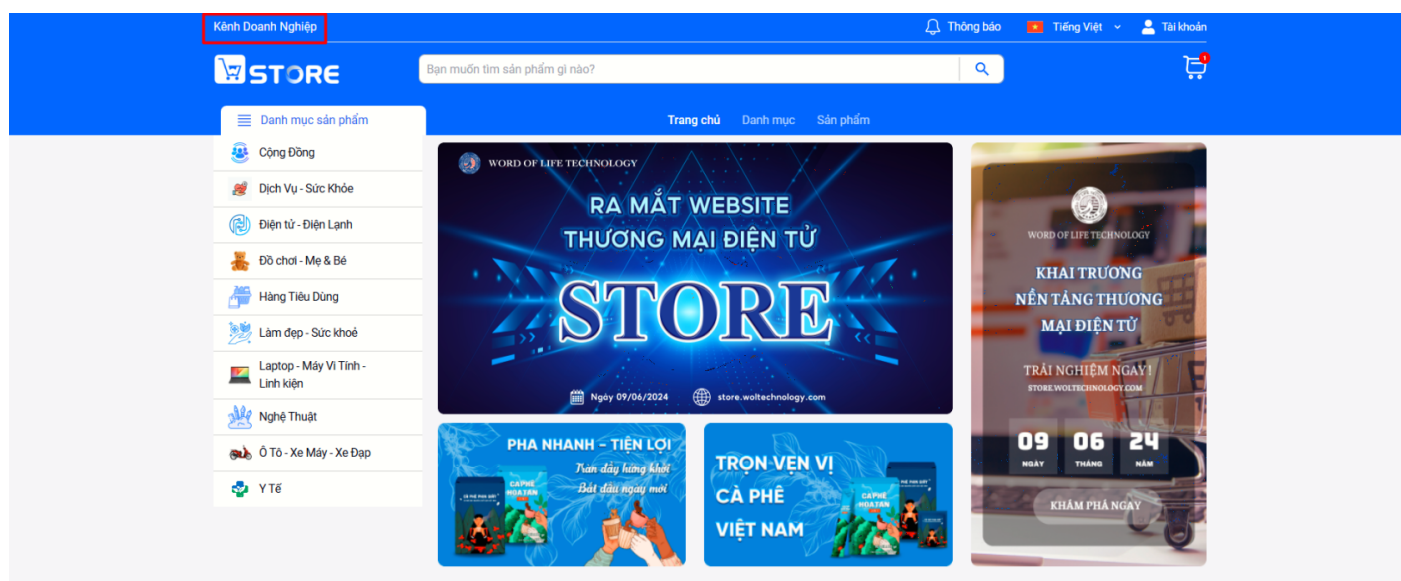 Kênh Doanh Nghiệp
Thông báo
Tiếng Việt
Tài khoản
STORE
Bạn muốn tìm sản phẩm gì nào?
1
Danh mục sản phẩm
Trang chủ
Danh mục
Sản phẩm
Cộng Đồng
Dịch Vụ - Sức Khỏe
Điện tử - Điện Lạnh
Đồ chơi - Mẹ & Bé
Hàng Tiêu Dùng
Làm đẹp - Sức khoẻ
Laptop - Máy Vi Tính -
Linh kiện
Nghệ Thuật
Ô Tô - Xe Máy - Xe Đạp
Y Tế
WORD OF LIFE TECHNOLOGY
RA MẮT WEBSITE
THƯƠNG MẠI ĐIỆN TỬ
STORE
Ngày 09/06/2024
store.woltechnology.com
PHA NHANH – TIỆN LỢI
Tràn đầy hứng khởi
Bắt đầu ngày mới
CAPHE
HOATAN
TRỌN VẸN VỊ
CÀ PHÊ
VIỆT NAM
CAPHE
HOATAN
WORD OF LIFE TECHNOLOGY
KHAI TRƯƠNG
NỀN TẢNG THƯƠNG
MẠI ĐIỆN TỬ
TRẢI NGHIỆM NGAY!
STORE.WOLTECHNOLOGY.COM
09 06 24
NGÀY THÁNG NĂM
KHÁM PHÁ NGAY